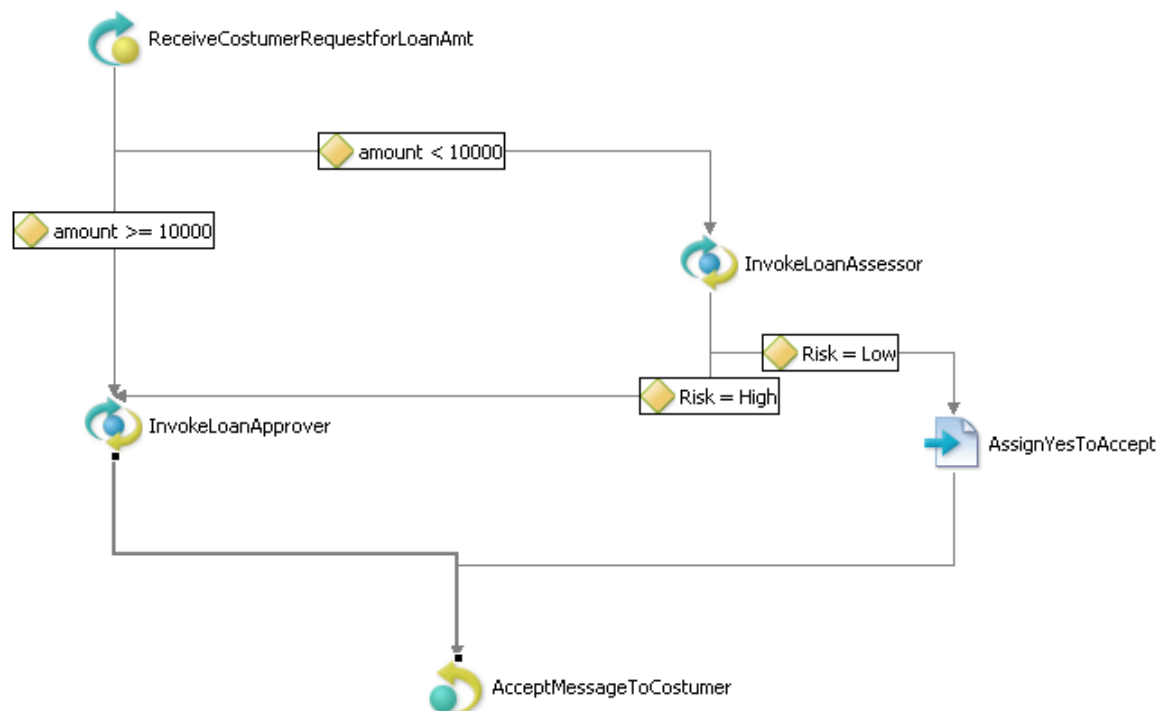 ReceiveCostumerRequestforLoanAmt
amount < 10000
amount >= 10000
InvokeLoanAssessor
Risk = Low
Risk = High
InvokeLoanApprover
AssignYesToAccept
AcceptMessageToCostumer